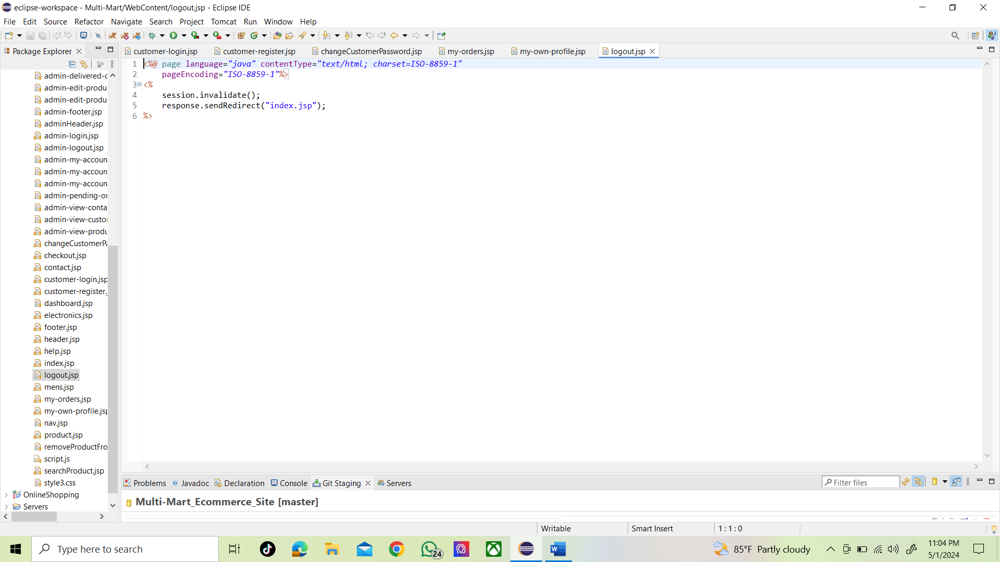 eclipse-workspace - Multi-Mart/WebContent/logout.jsp - Eclipse IDE
File Edit Source Refactor Navigate Search Project Tomcat Run Window Help
Package Explorer
customer-login.jsp customer-register.jsp changeCustomerPassword.jsp my-orders.jsp my-own-profile.jsp logout.jsp
1 <%@ page language="java" contentType="text/html; charset=ISO-8859-1"
2 pageEncoding="ISO-8859-1"%>
3 <%
4 session.invalidate();
5 response.sendRedirect("index.jsp");
6 %>
admin-delivered-c
admin-edit-produ
admin-edit-produ
admin-footer.jsp
adminHeader.jsp
admin-login.jsp
admin-logout.jsp
admin-my-accoun
admin-my-accoun
admin-my-accoun
admin-pending-or
admin-view-conta
admin-view-custor
admin-view-produ
changeCustomerPa
checkout.jsp
contact.jsp
customer-login.jsp
customer-register.
dashboard.jsp
electronics.jsp
footer.jsp
header.jsp
help.jsp
index.jsp
logout.jsp
mens.jsp
my-orders.jsp
my-own-profile.jsp
nav.jsp
product.jsp
removeProductFro
script.js
searchProduct.jsp
style3.css
OnlineShopping
Servers
Problems @ Javadoc Declaration Console Git Staging Servers
Filter files
Multi-Mart_Ecommerce_Site [master]
Writable Smart Insert 1 : 1 : 0
Type here to search
24
85°F Partly cloudy
11:04 PM
5/1/2024